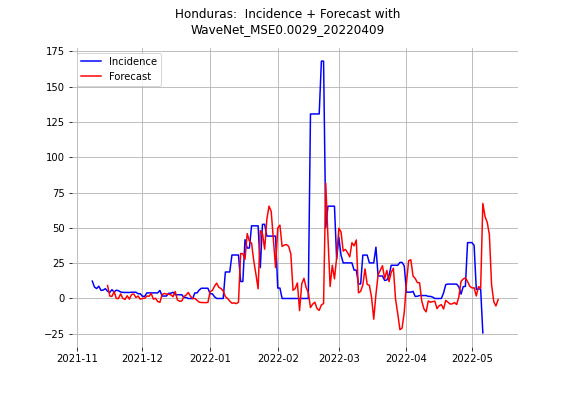 Honduras:  Incidence + Forecast with
WaveNet_MSE0.0029_20220409
Incidence
Forecast
175
150
125
100
75
50
25
0
−25
2021-11 2021-12 2022-01 2022-02 2022-03 2022-04 2022-05